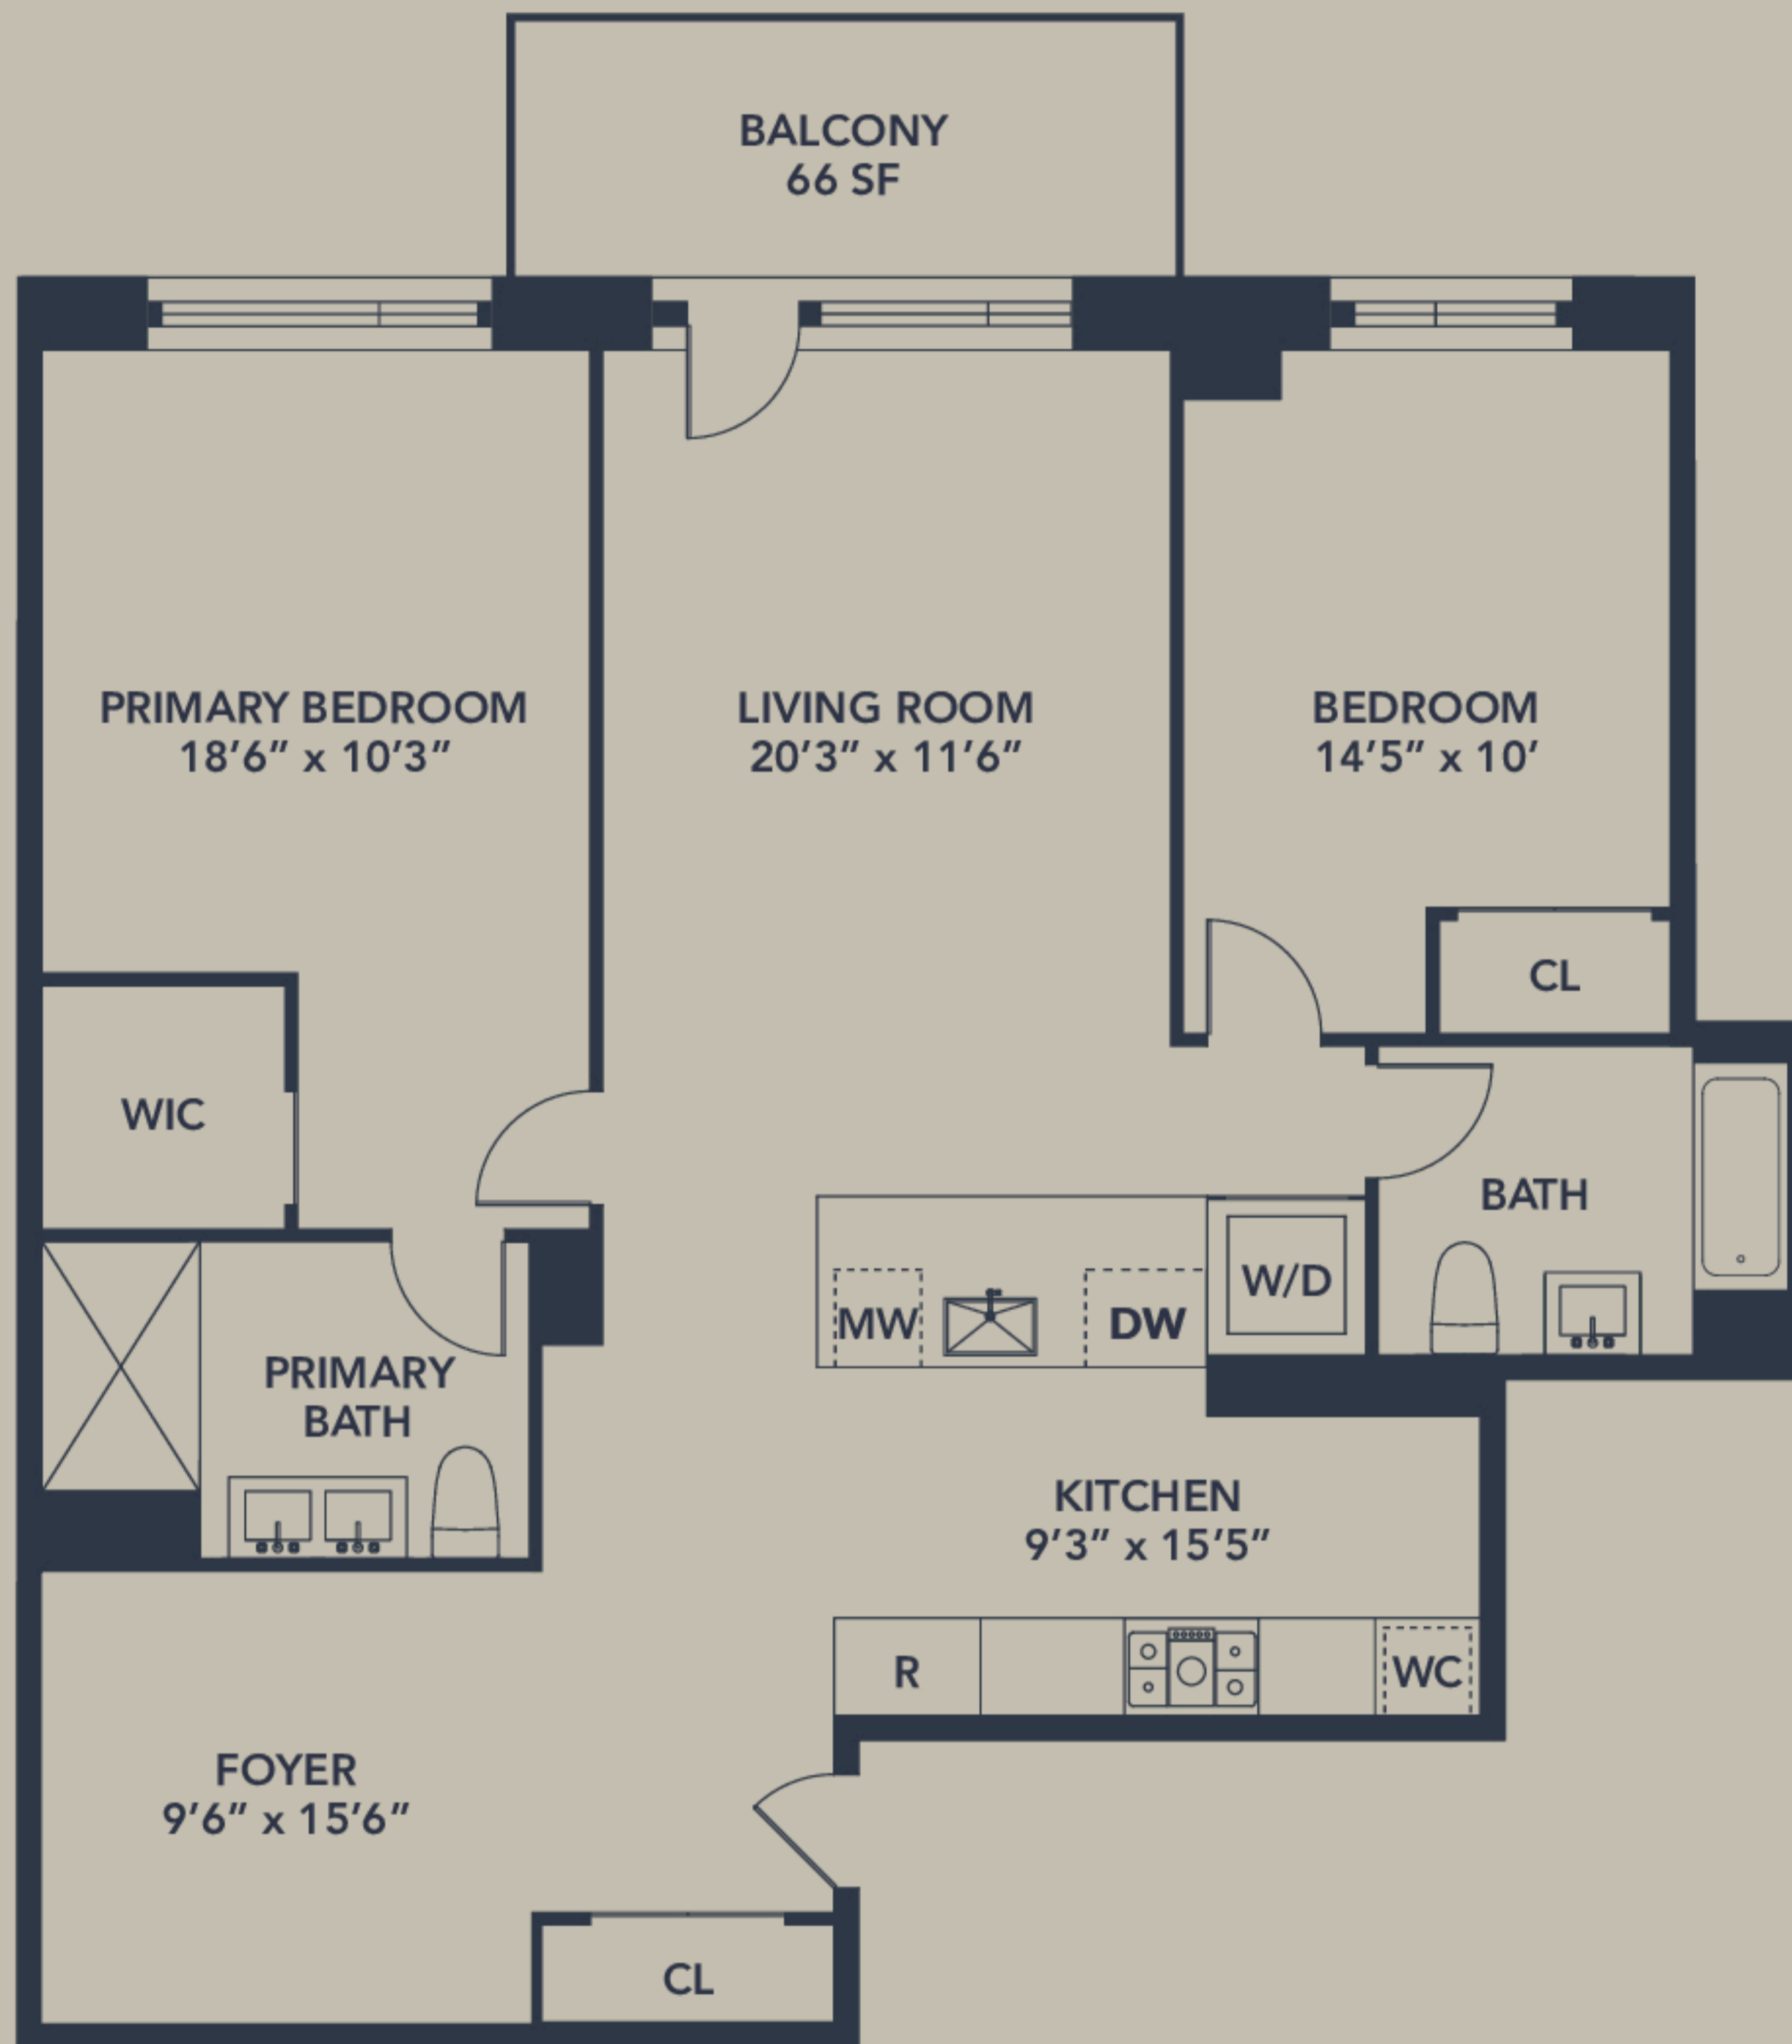 BALCONY
66 SF
PRIMARY BEDROOM
18’6” x 10’3”
LIVING ROOM
20’3” x 11’6”
BEDROOM
14’5” x 10’
CL
WIC
BATH
W/D
MW
DW
PRIMARY
BATH
KITCHEN
9’3” x 15’5”
R
WC
FOYER
9’6” x 15’6”
CL